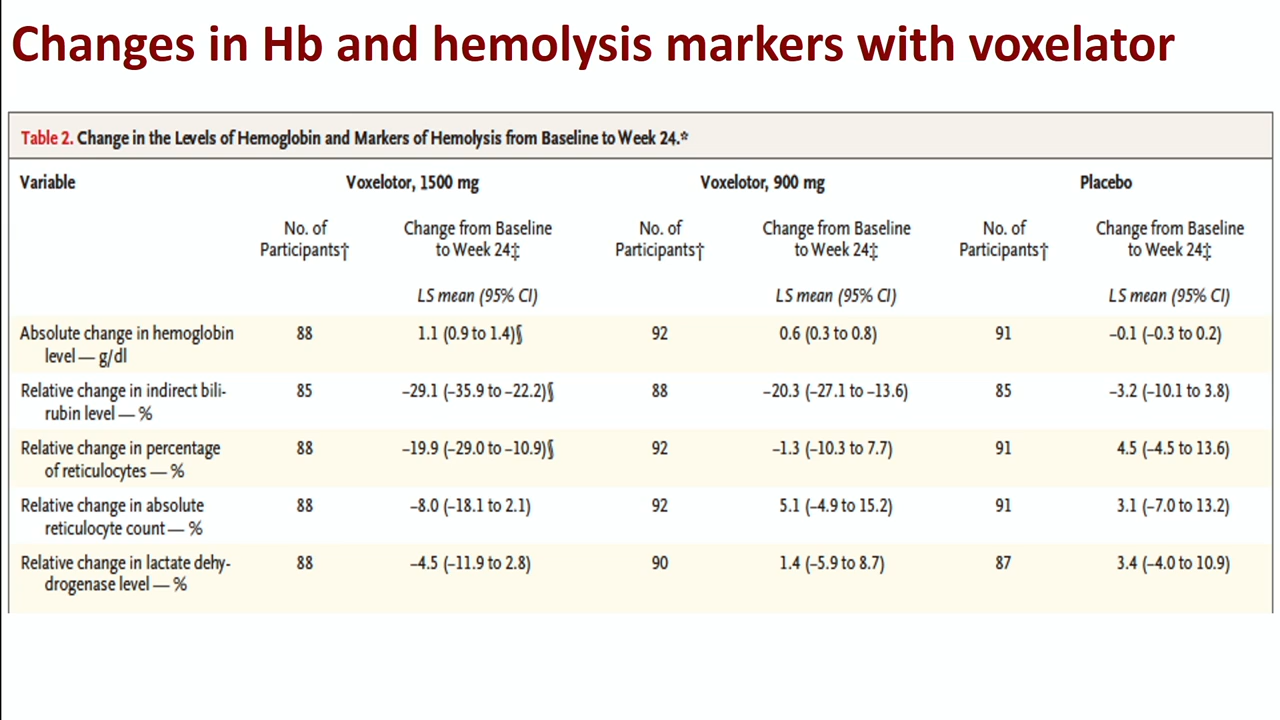 Changes in Hb and hemolysis markers with voxelator
Table 2. Change in the Levels of Hemoglobin and Markers of Hemolysis from Baseline to Week 24.*
Variable Voxelotor, 1500 mg Voxelotor, 900 mg Placebo
No. of Participants† Change from Baseline to Week 24‡ No. of Participants† Change from Baseline to Week 24‡ No. of Participants† Change from Baseline to Week 24‡
LS mean (95% CI) LS mean (95% CI) LS mean (95% CI)
Absolute change in hemoglobin 88 1.1 (0.9 to 1.4)§ 92 0.6 (0.3 to 0.8) 91 –0.1 (–0.3 to 0.2)
level — g/dl
Relative change in indirect bili- 85 –29.1 (–35.9 to –22.2)§ 88 –20.3 (–27.1 to –13.6) 85 –3.2 (–10.1 to 3.8)
rubin level — %
Relative change in percentage 88 –19.9 (–29.0 to –10.9)§ 92 –1.3 (–10.3 to 7.7) 91 4.5 (–4.5 to 13.6)
of reticulocytes — %
Relative change in absolute 88 –8.0 (–18.1 to 2.1) 92 5.1 (–4.9 to 15.2) 91 3.1 (–7.0 to 13.2)
reticulocyte count — %
Relative change in lactate dehy- 88 –4.5 (–11.9 to 2.8) 90 1.4 (–5.9 to 8.7) 87 3.4 (–4.0 to 10.9)
drogenase level — %